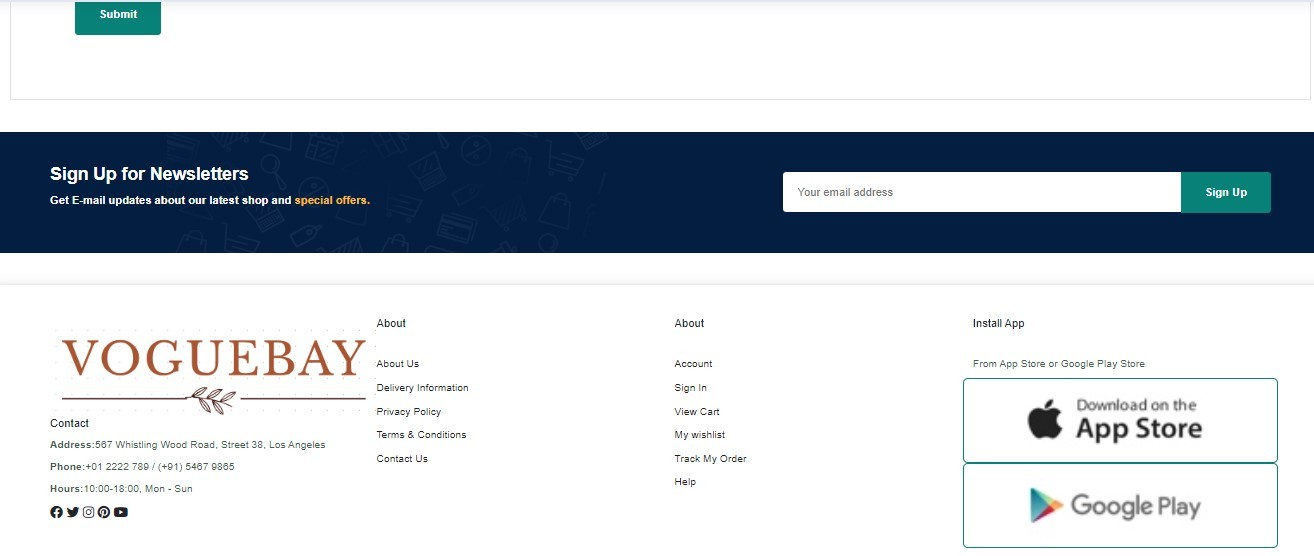 Submit
Sign Up for Newsletters
Get E-mail updates about our latest shop and special offers.
Your email address
Sign Up
VOGUEBAY
Contact
Address:567 Whistling Wood Road, Street 38, Los Angeles
Phone:+01 2222 789 / (+91) 5467 9865
Hours:10:00-18:00, Mon - Sun
About
About Us
Delivery Information
Privacy Policy
Terms & Conditions
Contact Us
About
Account
Sign In
View Cart
My wishlist
Track My Order
Help
Install App
From App Store or Google Play Store
Download on the
App Store
Google Play